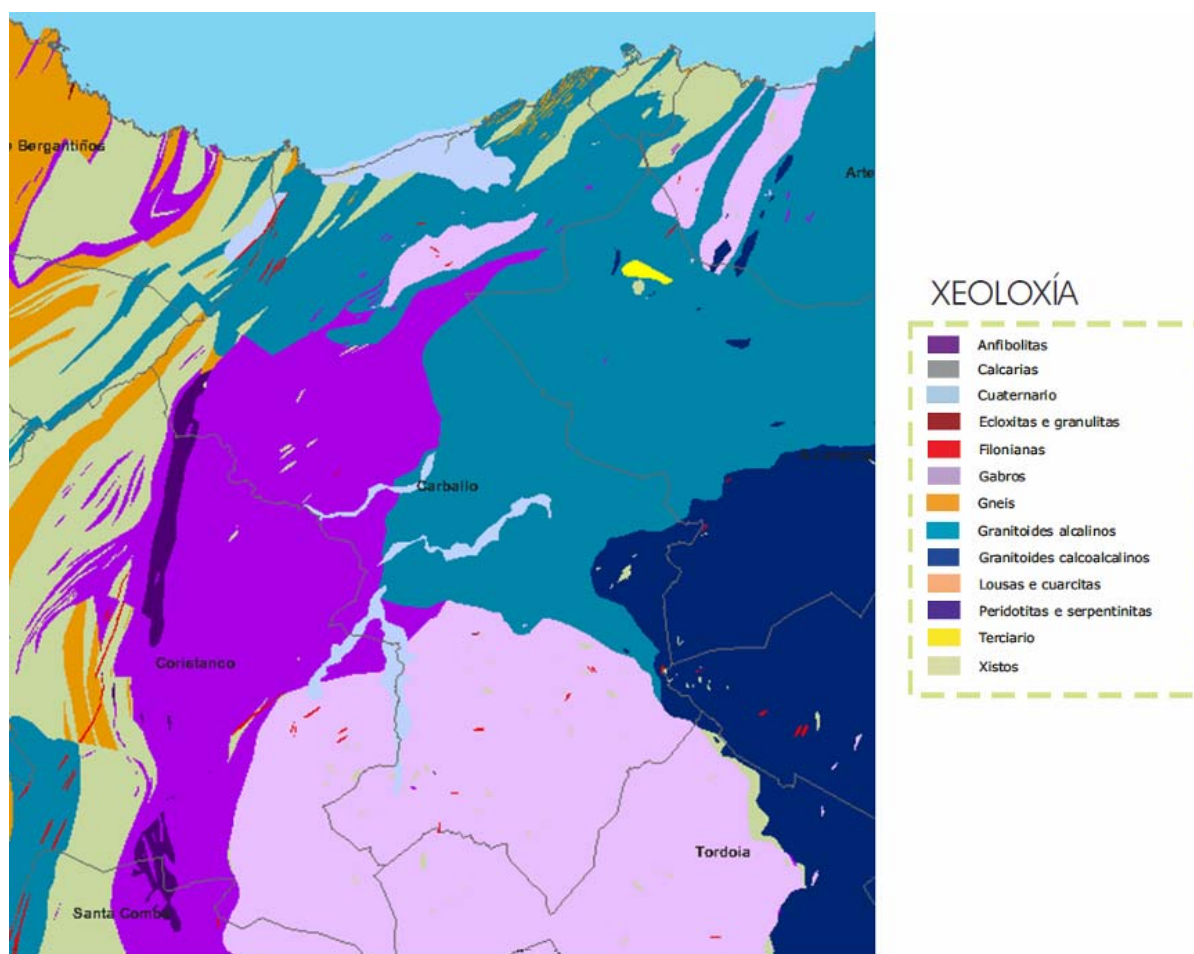 Bergantiños
Arte
Carballo
Coristanco
Tordoia
Santa Comba
XEOLOXÍA
Anfibolitas
Calcarias
Cuaternario
Ecloxitas e granulitas
Filonianas
Gabros
Gneis
Granitoides alcalinos
Granitoides calcoalcalinos
Lousas e cuarcitas
Peridotitas e serpentinitas
Terciario
Xistos